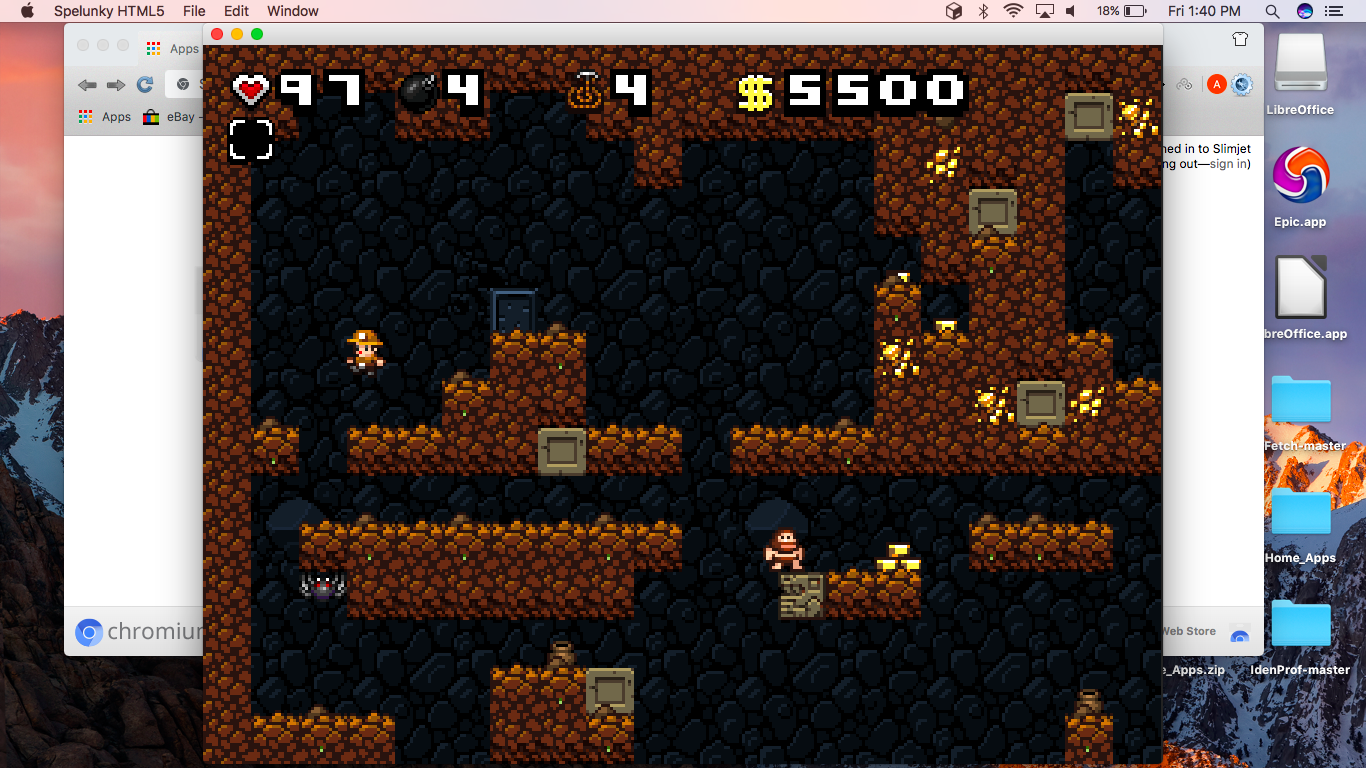 Spelunky HTML5 File Edit Window 18% Fri 1:40 PM
Apps
97 4 4 $5500
A
LibreOffice
Apps eBay -
ned in to Slimjet
ng out—sign in)
Epic.app
breOffice.app
Fetch-master
Home_Apps
chromium
Web Store
e_Apps.zip IdenProf-master